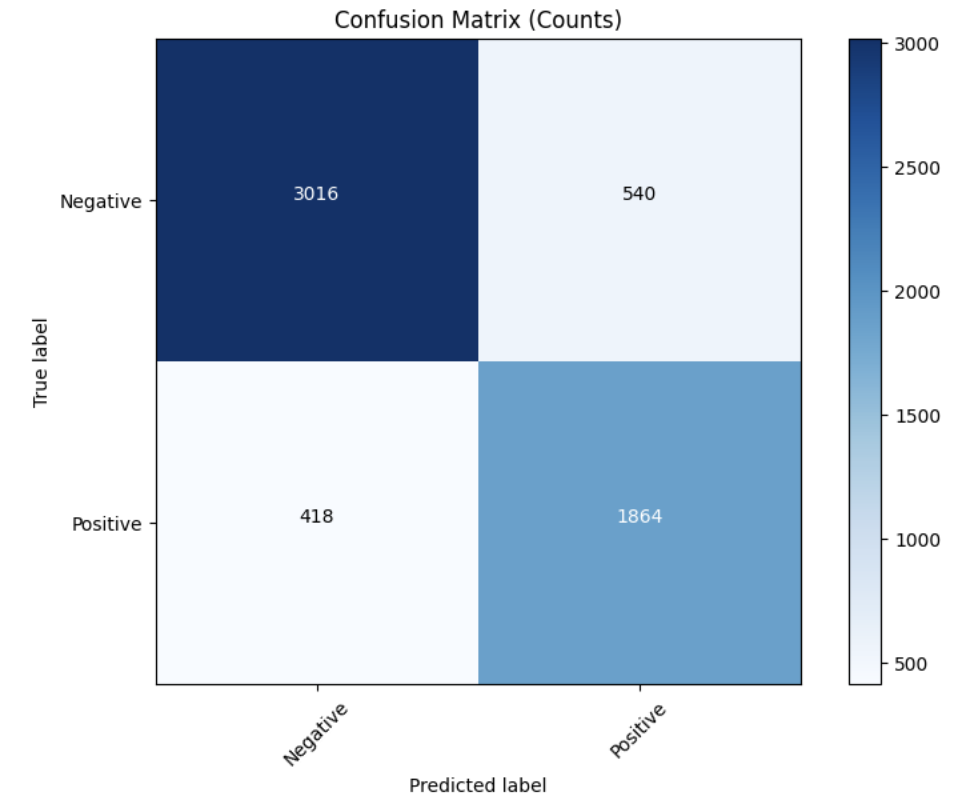 Confusion Matrix (Counts)
3000
2500
2000
1500
1000
500
True label
Negative
3016
540
Positive
418
1864
Negative
Positive
Predicted label